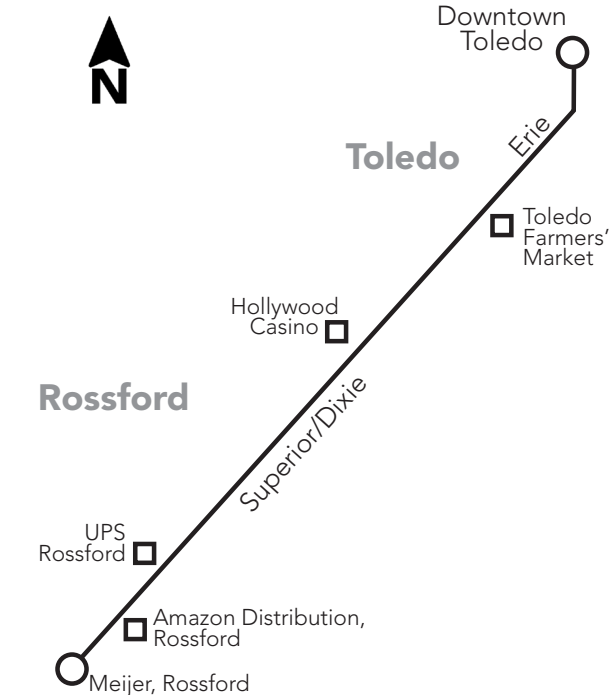 Downtown
Toledo
N
Erie
Toledo
Toledo
Farmers’
Market
Hollywood
Casino
Rossford
Superior/Dixie
UPS
Rossford
Amazon Distribution,
Rossford
Meijer, Rossford